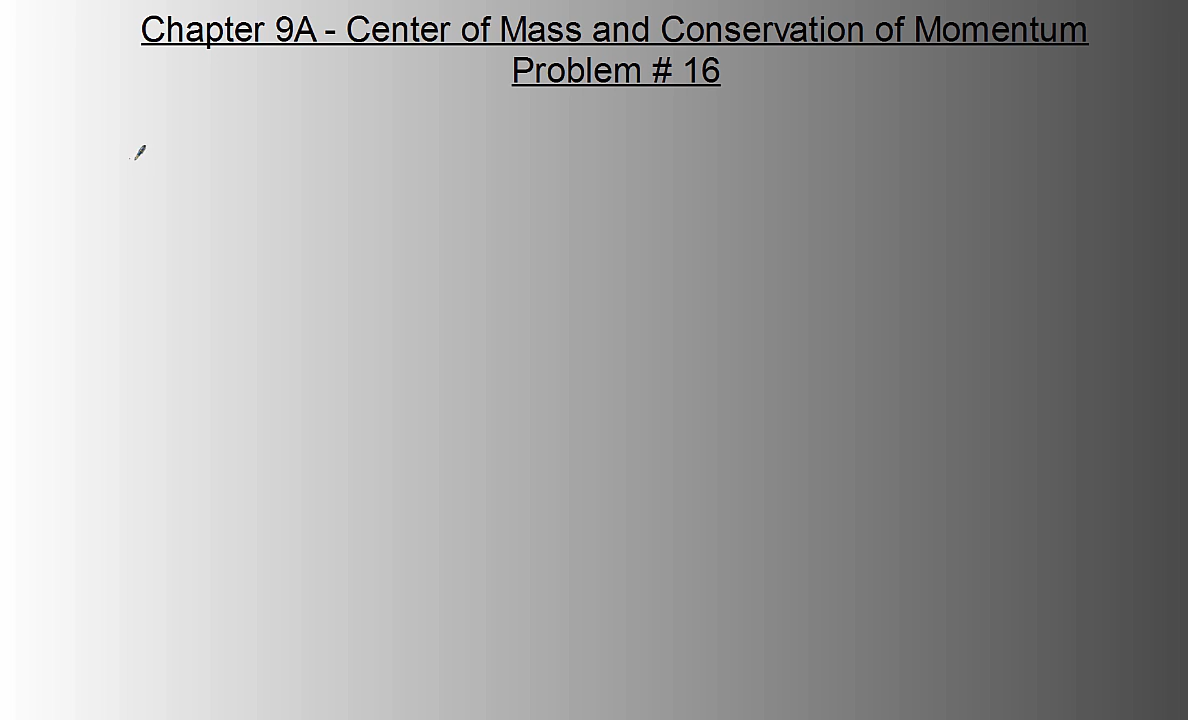 Chapter 9A - Center of Mass and Conservation of Momentum
Problem # 16